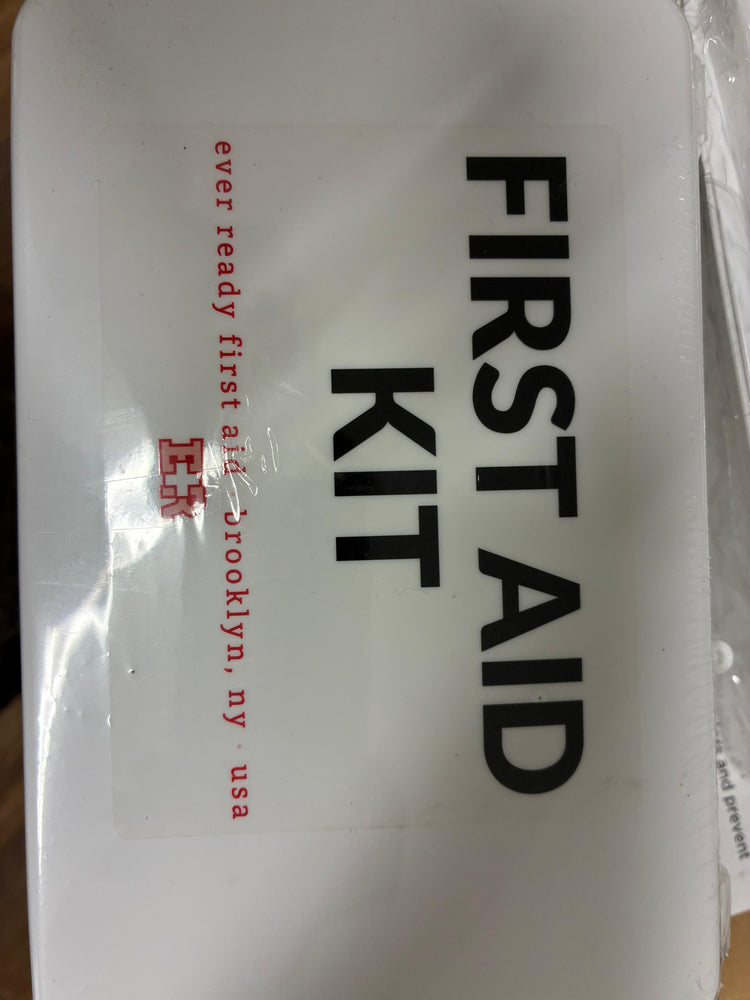 FIRST AID
KIT
ever ready first aid · brooklyn, ny · usa
E+R
and prevent